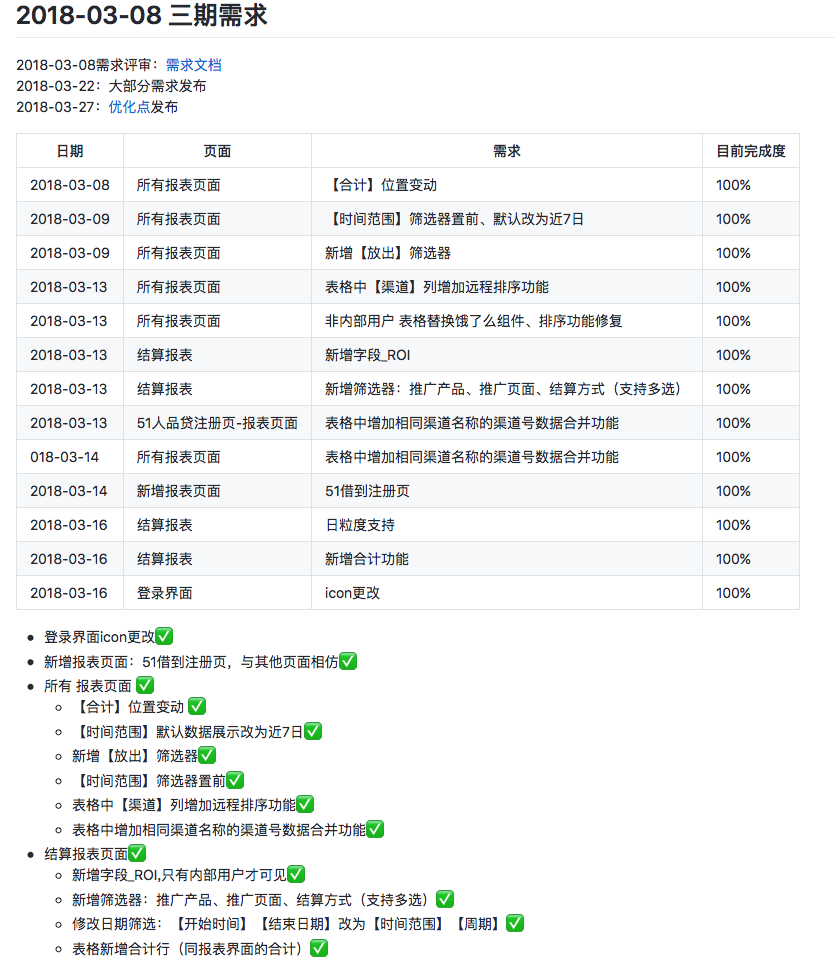 2018-03-08 三期需求
2018-03-08需求评审：需求文档
2018-03-22：大部分需求发布
2018-03-27：优化点发布
日期 页面 需求 目前完成度
2018-03-08 所有报表页面 【合计】位置变动 100%
2018-03-09 所有报表页面 【时间范围】筛选器置前、默认改为近7日 100%
2018-03-09 所有报表页面 新增【放出】筛选器 100%
2018-03-13 所有报表页面 表格中【渠道】列增加远程排序功能 100%
2018-03-13 所有报表页面 非内部用户 表格替换饿了么组件、排序功能修复 100%
2018-03-13 结算报表 新增字段_ROI 100%
2018-03-13 结算报表 新增筛选器：推广产品、推广页面、结算方式（支持多选） 100%
2018-03-13 51人品贷注册页-报表页面 表格中增加相同渠道名称的渠道号数据合并功能 100%
018-03-14 所有报表页面 表格中增加相同渠道名称的渠道号数据合并功能 100%
2018-03-14 新增报表页面 51借到注册页 100%
2018-03-16 结算报表 日粒度支持 100%
2018-03-16 结算报表 新增合计功能 100%
2018-03-16 登录界面 icon更改 100%
登录界面icon更改✅
新增报表页面：51借到注册页，与其他页面相仿✅
所有 报表页面 ✅
【合计】位置变动 ✅
【时间范围】默认数据展示改为近7日✅
新增【放出】筛选器✅
【时间范围】筛选器置前✅
表格中【渠道】列增加远程排序功能✅
表格中增加相同渠道名称的渠道号数据合并功能✅
结算报表页面✅
新增字段_ROI,只有内部用户才可见✅
新增筛选器：推广产品、推广页面、结算方式（支持多选）✅
修改日期筛选：【开始时间】【结束日期】改为【时间范围】【周期】✅
表格新增合计行（同报表界面的合计）✅